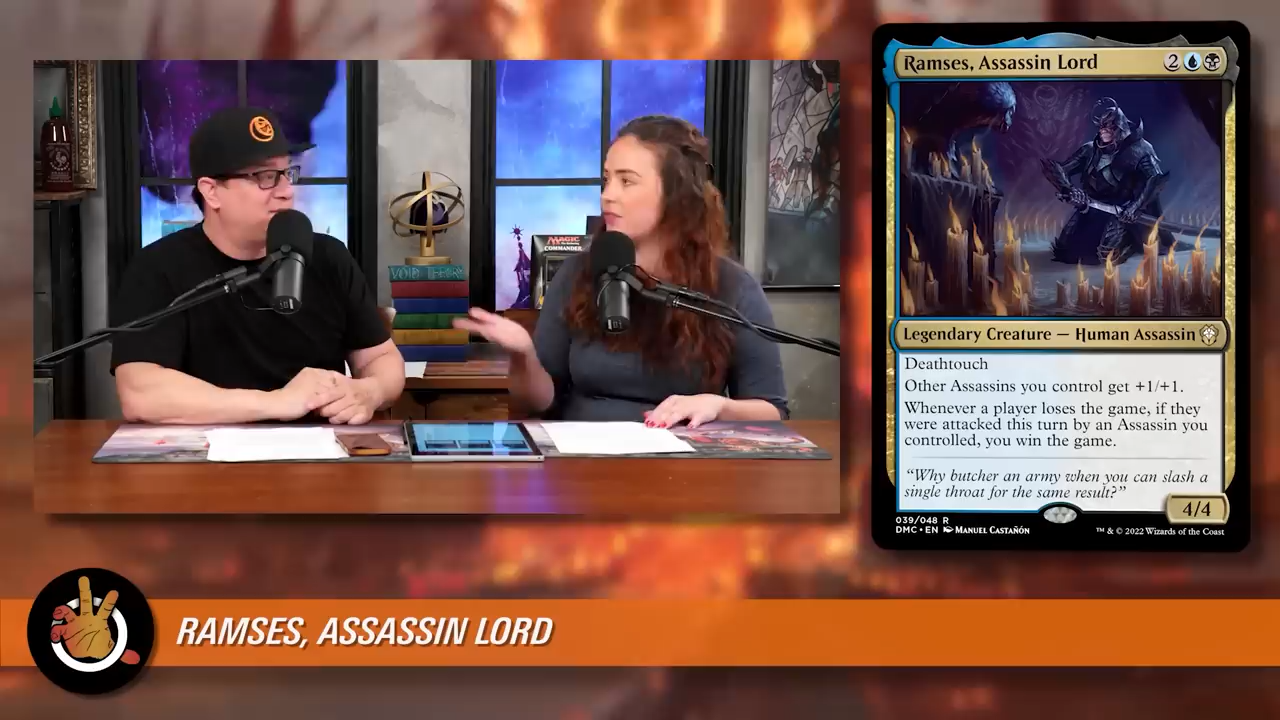 Ramses, Assassin Lord 2
Legendary Creature — Human Assassin
Deathtouch
Other Assassins you control get +1/+1.
Whenever a player loses the game, if they
were attacked this turn by an Assassin you
controlled, you win the game.
“Why butcher an army when you can slash a
single throat for the same result?”
4/4
039/048 R
DMC • EN MANUEL CASTAÑÓN
™ & © 2022 Wizards of the Coast
MAGIC
COMMANDER
RAMSES, ASSASSIN LORD